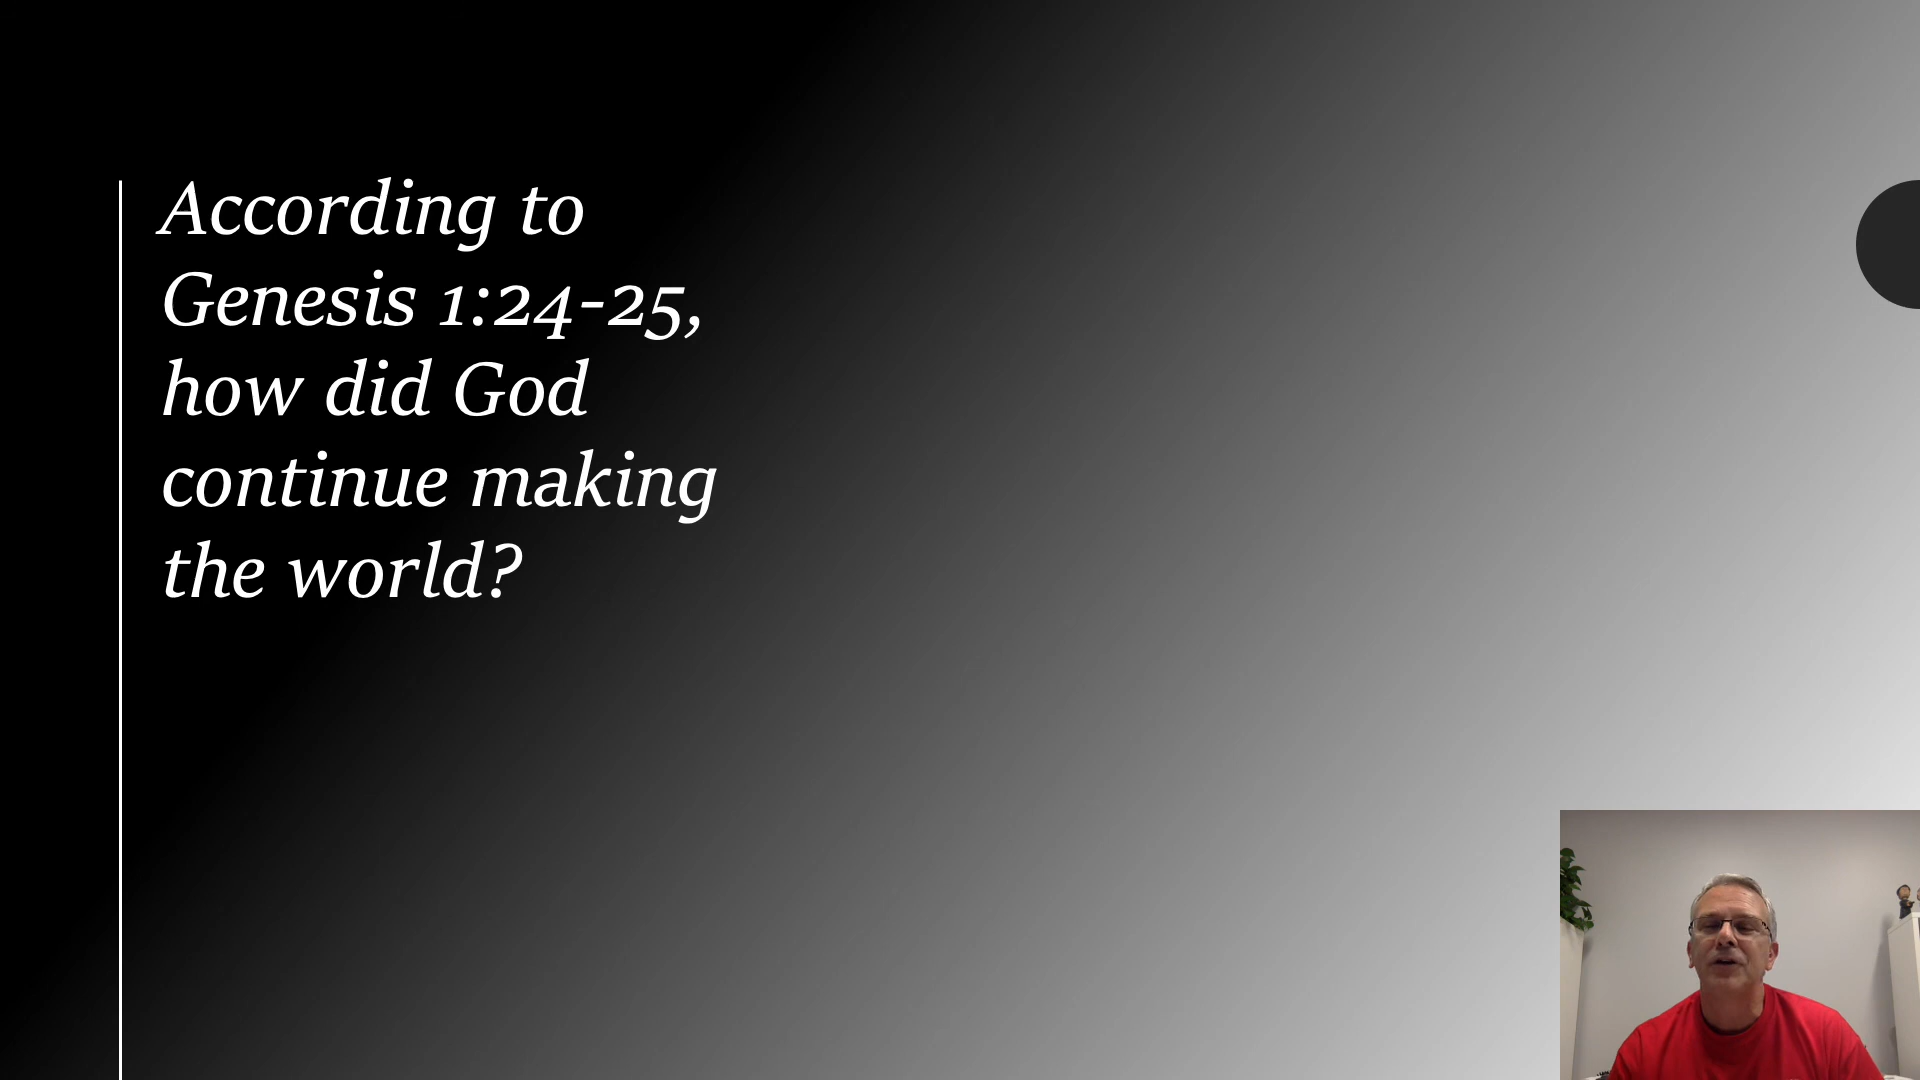 According to
Genesis 1:24-25,
how did God
continue making
the world?